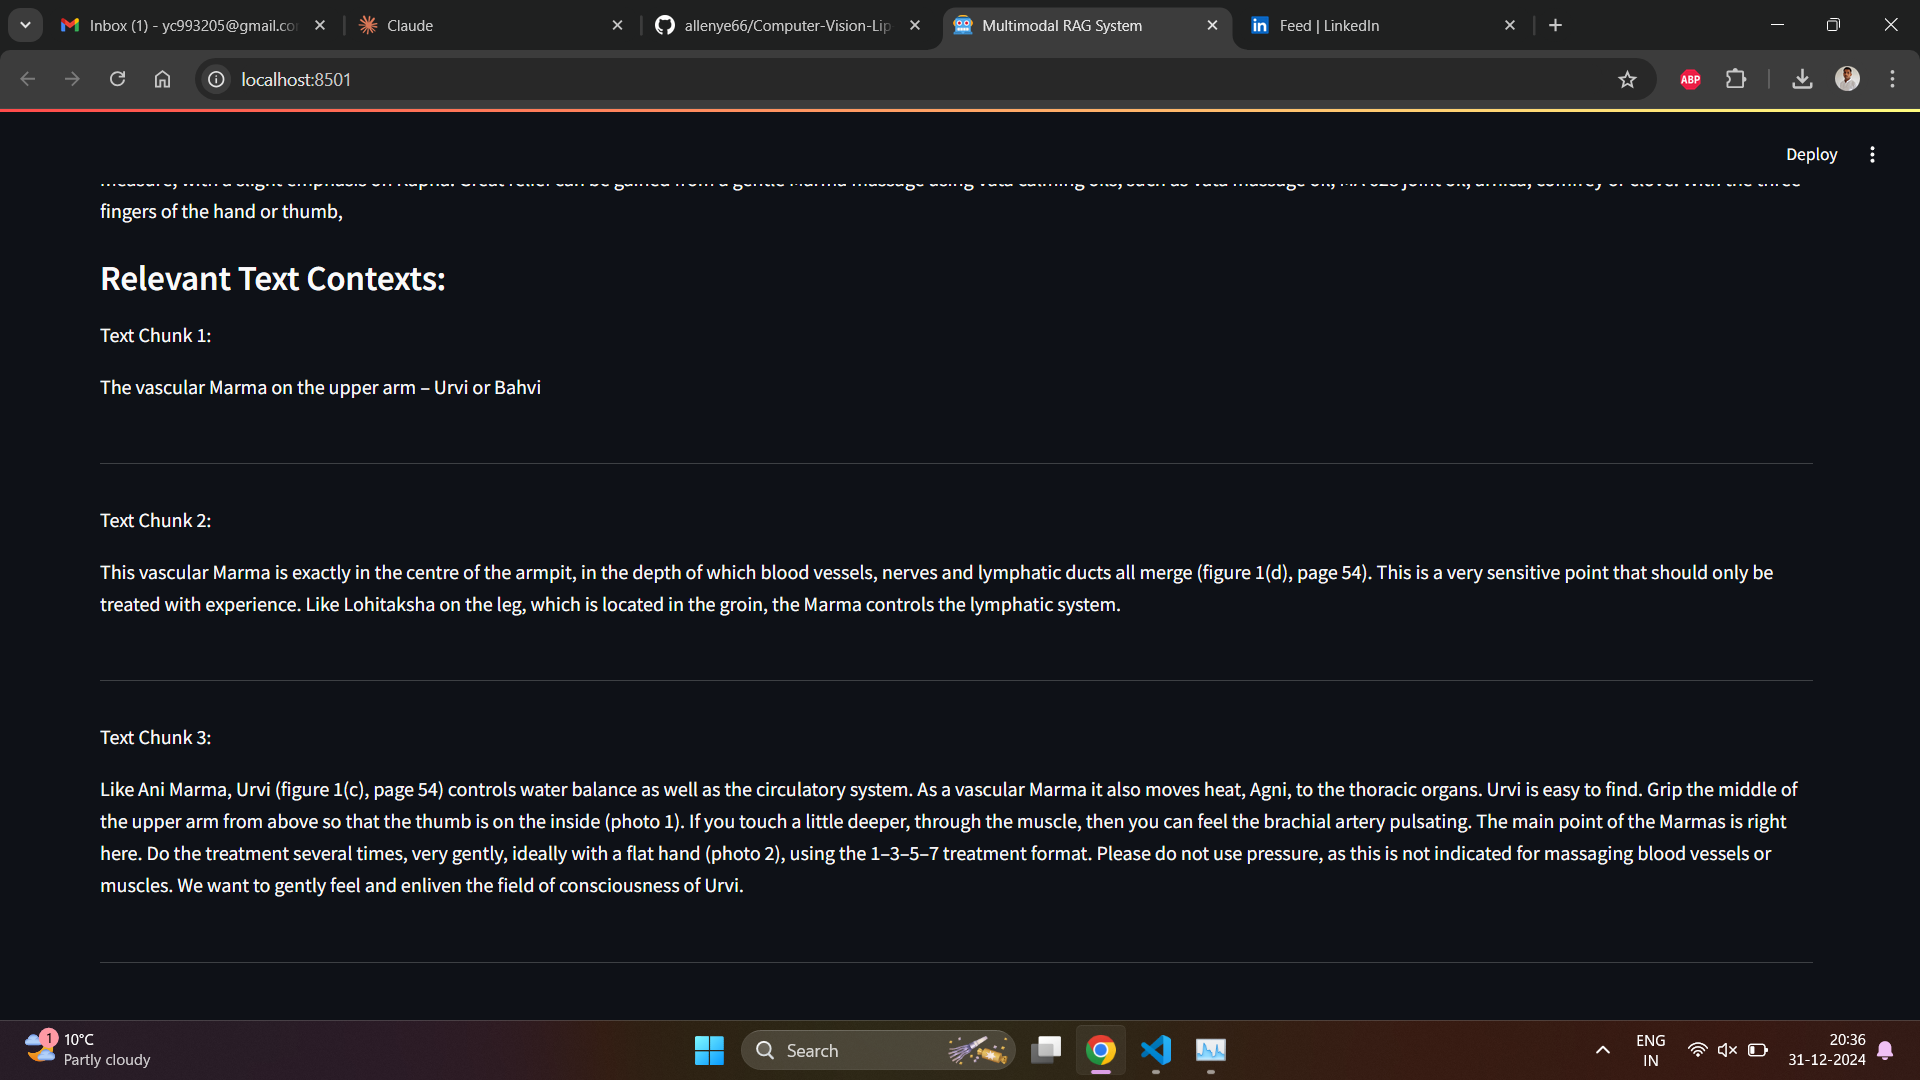 Inbox (1) - yc993205@gmail.co
Claude
allenye66/Computer-Vision-Lip
Multimodal RAG System
Feed | LinkedIn
localhost:8501
ABP
Deploy
fingers of the hand or thumb,
Relevant Text Contexts:
Text Chunk 1:
The vascular Marma on the upper arm – Urvi or Bahvi
Text Chunk 2:
This vascular Marma is exactly in the centre of the armpit, in the depth of which blood vessels, nerves and lymphatic ducts all merge (figure 1(d), page 54). This is a very sensitive point that should only be
treated with experience. Like Lohitaksha on the leg, which is located in the groin, the Marma controls the lymphatic system.
Text Chunk 3:
Like Ani Marma, Urvi (figure 1(c), page 54) controls water balance as well as the circulatory system. As a vascular Marma it also moves heat, Agni, to the thoracic organs. Urvi is easy to find. Grip the middle of
the upper arm from above so that the thumb is on the inside (photo 1). If you touch a little deeper, through the muscle, then you can feel the brachial artery pulsating. The main point of the Marmas is right
here. Do the treatment several times, very gently, ideally with a flat hand (photo 2), using the 1–3–5–7 treatment format. Please do not use pressure, as this is not indicated for massaging blood vessels or
muscles. We want to gently feel and enliven the field of consciousness of Urvi.
1
10°C
Partly cloudy
Search
ENG
IN
20:36
31-12-2024